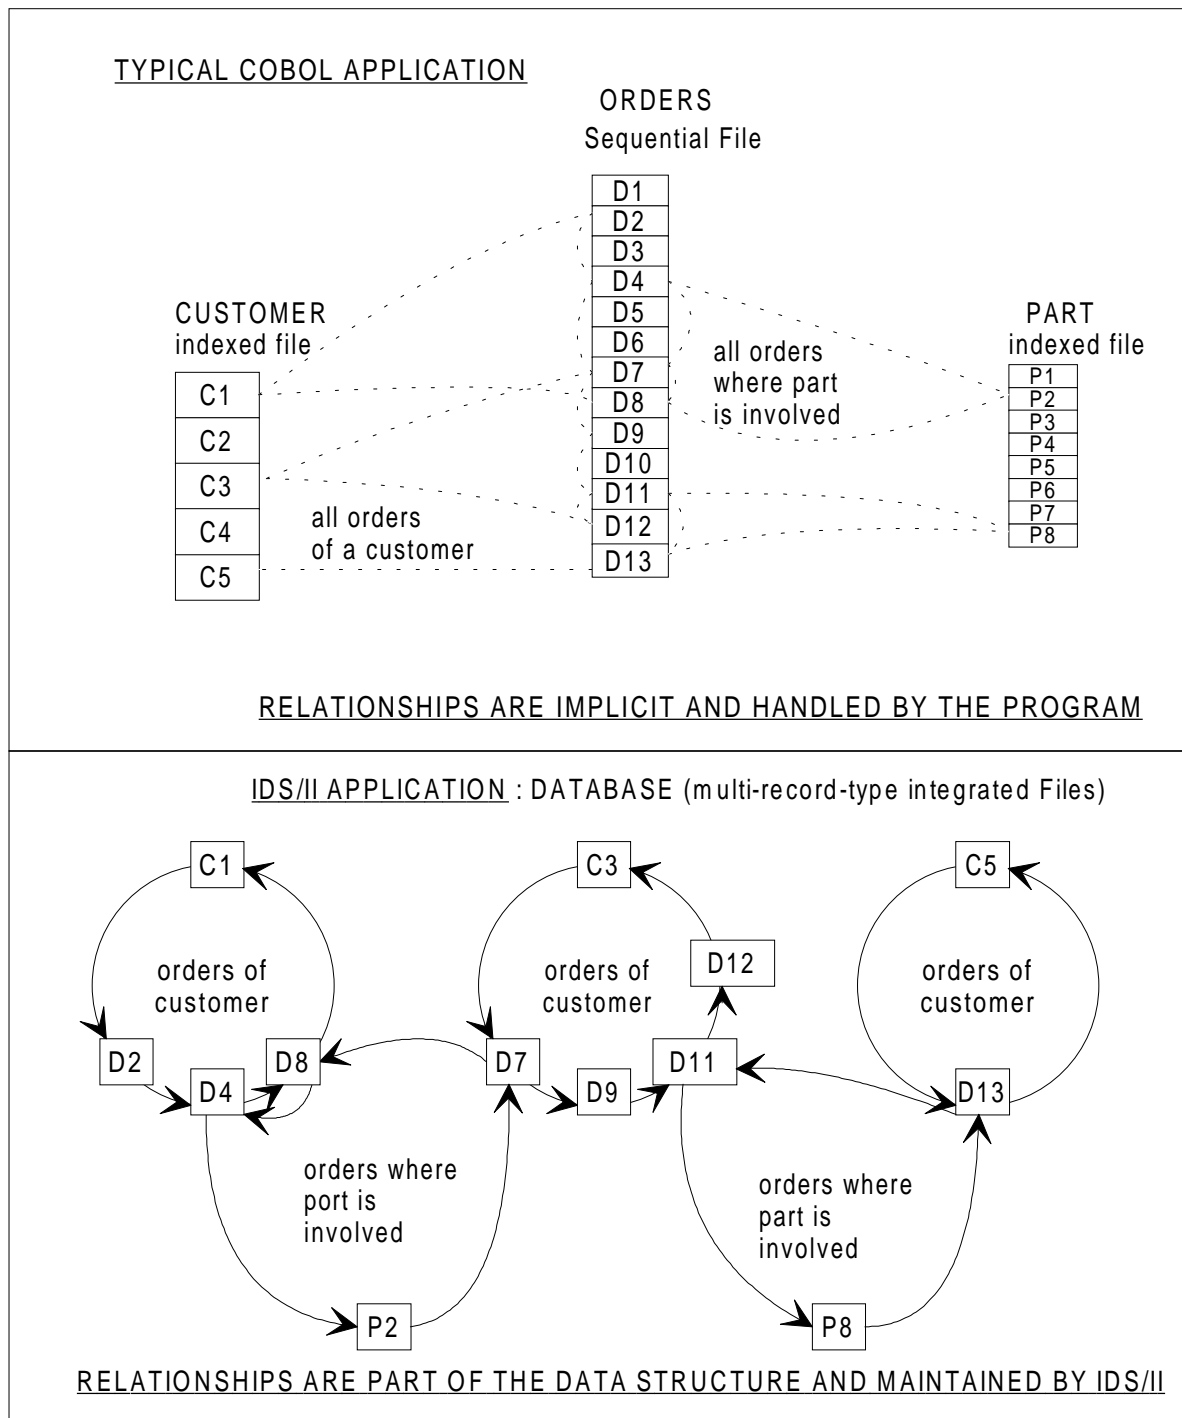 TYPICAL COBOL APPLICATION
ORDERS
Sequential File
D1
D2
D3
D4
D5
D6
D7
D8
D9
D10
D11
D12
D13
CUSTOMER
indexed file
C1
C2
C3
C4
C5
all orders
of a customer
all orders
where part
is involved
PART
indexed file
P1
P2
P3
P4
P5
P6
P7
P8
RELATIONSHIPS ARE IMPLICIT AND HANDLED BY THE PROGRAM
IDS/II APPLICATION : DATABASE (multi-record-type integrated Files)
C1
orders of
customer
D2
D4
D8
C3
orders of
customer
D12
D7
D9
D11
C5
orders of
customer
D13
orders where
port is
involved
P2
orders where
part is
involved
P8
RELATIONSHIPS ARE PART OF THE DATA STRUCTURE AND MAINTAINED BY IDS/II